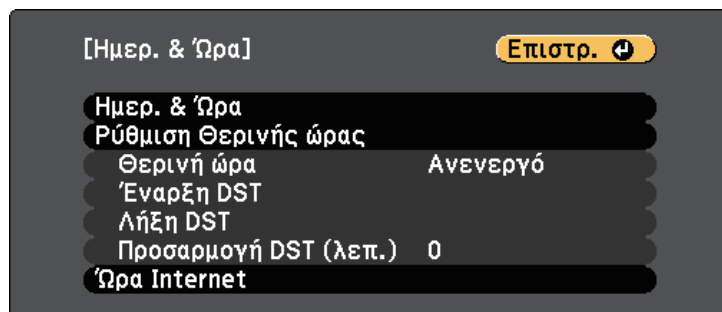 [Ημερ. & Ώρα] Επιστρ.
Ημερ. & Ώρα
Ρύθμιση Θερινής ώρας
Θερινή ώρα Ανενεργό
Έναρξη DST
Λήξη DST
Προσαρμογή DST (λεπ.) 0
Ώρα Internet